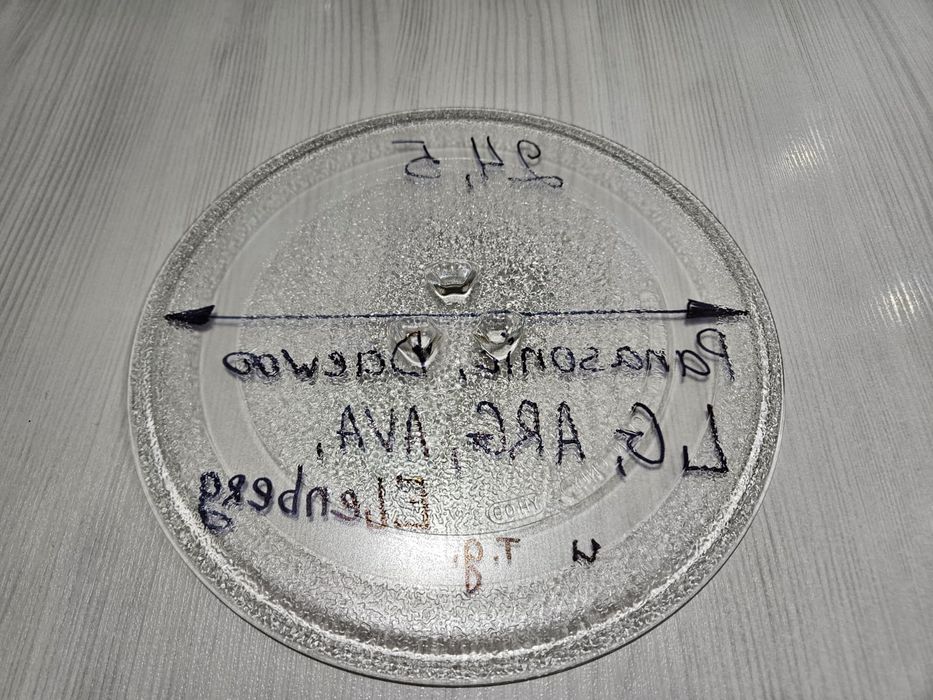 24,5
Panasonic, Daewoo
LG, ARG, AVA,
Elenberg
и т.д.